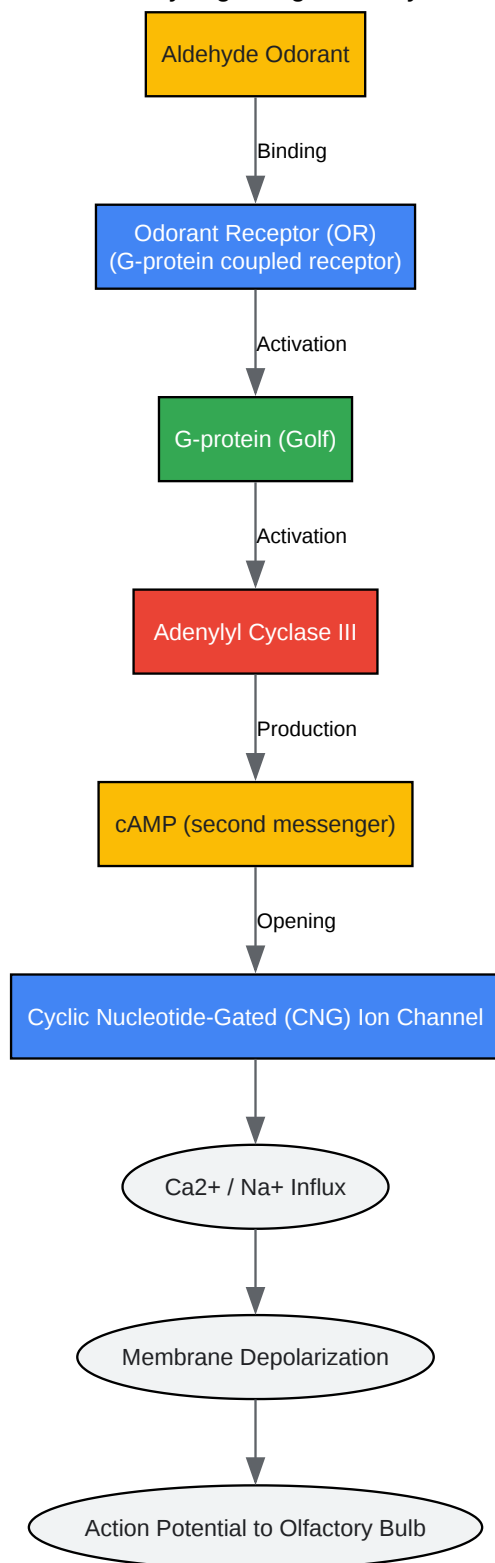 Aldehyde Odorant
Binding
Odorant Receptor (OR)
(G-protein coupled receptor)
Activation
G-protein (Golf)
Activation
Adenylyl Cyclase III
Production
cAMP (second messenger)
Opening
Cyclic Nucleotide-Gated (CNG) Ion Channel
Ca2+ / Na+ Influx
Membrane Depolarization
Action Potential to Olfactory Bulb